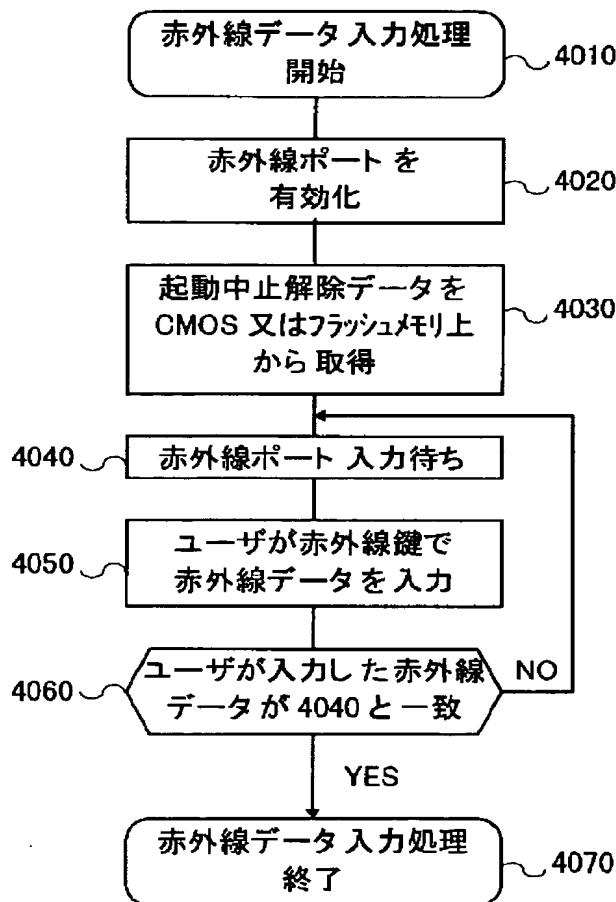 赤外線データ入力処理
開始
4010
赤外線ポートを
有効化
4020
起動中止解除データを
CMOS 又はフラッシュメモリ上
から取得
4030
4040
赤外線ポート入力待ち
4050
ユーザが赤外線鍵で
赤外線データを入力
4060
ユーザが入力した赤外線
データが 4040 と一致
NO
YES
赤外線データ入力処理
終了
4070